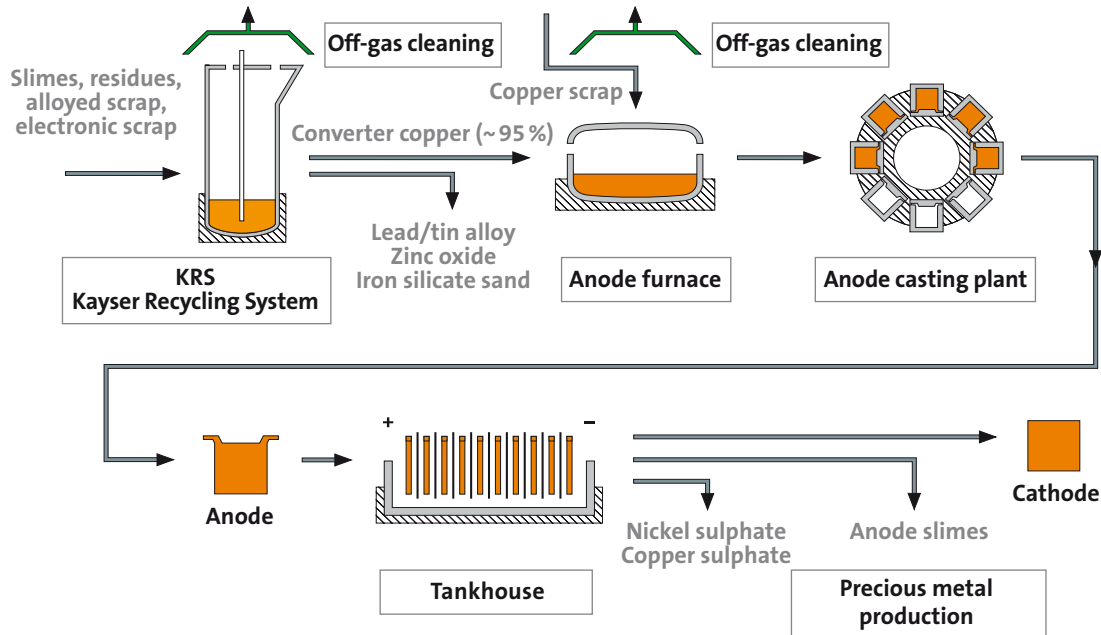 Off-gas cleaning
Off-gas cleaning
Slimes, residues,
alloyed scrap,
electronic scrap
Copper scrap
Converter copper (~ 95 %)
Lead/tin alloy
Zinc oxide
Iron silicate sand
KRS
Kayser Recycling System
Anode furnace
Anode casting plant
+
–
Anode
Cathode
Nickel sulphate
Copper sulphate
Anode slimes
Tankhouse
Precious metal
production